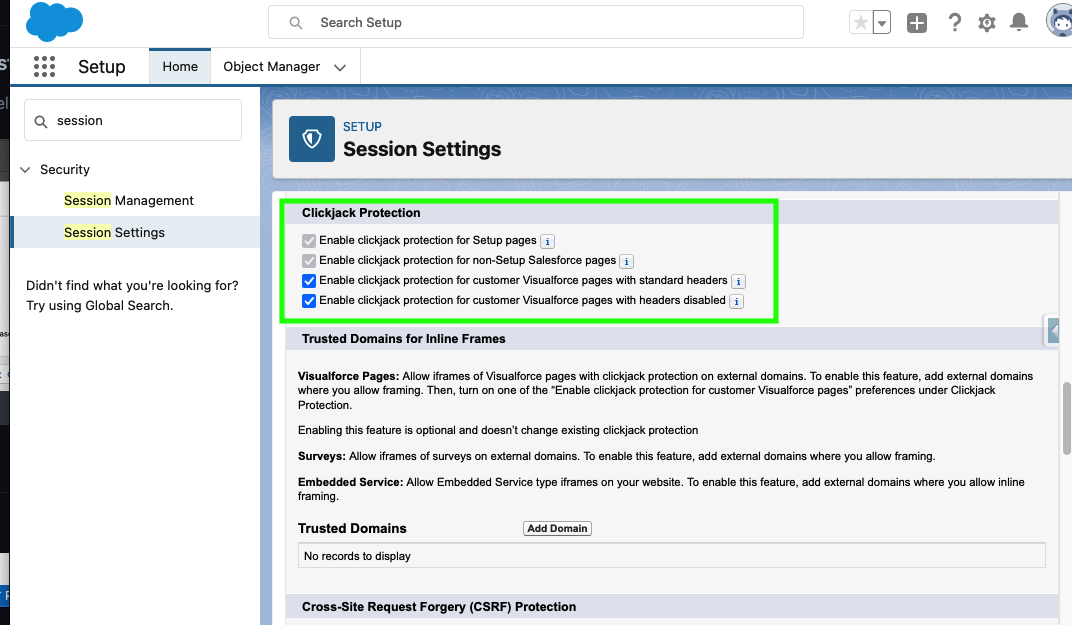 Search Setup
Setup
Home
Object Manager
session
Security
Session Management
Session Settings
Didn't find what you're looking for?
Try using Global Search.
SETUP
Session Settings
Clickjack Protection
Enable clickjack protection for Setup pages i
Enable clickjack protection for non-Setup Salesforce pages i
Enable clickjack protection for customer Visualforce pages with standard headers i
Enable clickjack protection for customer Visualforce pages with headers disabled i
Trusted Domains for Inline Frames
Visualforce Pages: Allow iframes of Visualforce pages with clickjack protection on external domains. To enable this feature, add external domains
where you allow framing. Then, turn on one of the “Enable clickjack protection for customer Visualforce pages” preferences under Clickjack
Protection.
Enabling this feature is optional and doesn’t change existing clickjack protection
Surveys: Allow iframes of surveys on external domains. To enable this feature, add external domains where you allow framing.
Embedded Service: Allow Embedded Service type iframes on your website. To enable this feature, add external domains where you allow inline
framing.
Trusted Domains
Add Domain
No records to display
Cross-Site Request Forgery (CSRF) Protection